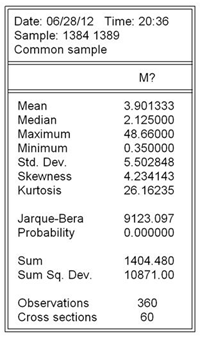 Date: 06/28/12 Time: 20:36
Sample: 1384 1389
Common sample
M?
Mean 3.901333
Median 2.125000
Maximum 48.66000
Minimum 0.350000
Std. Dev. 5.502848
Skewness 4.234143
Kurtosis 26.16235
Jarque-Bera 9123.097
Probability 0.000000
Sum 1404.480
Sum Sq. Dev. 10871.00
Observations 360
Cross sections 60